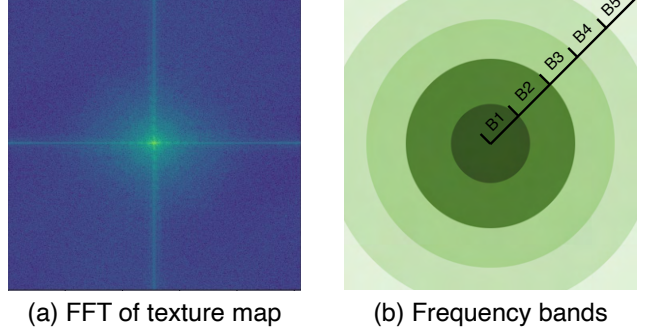 B1
B2
B3
B4
B5
(a) FFT of texture map
(b) Frequency bands